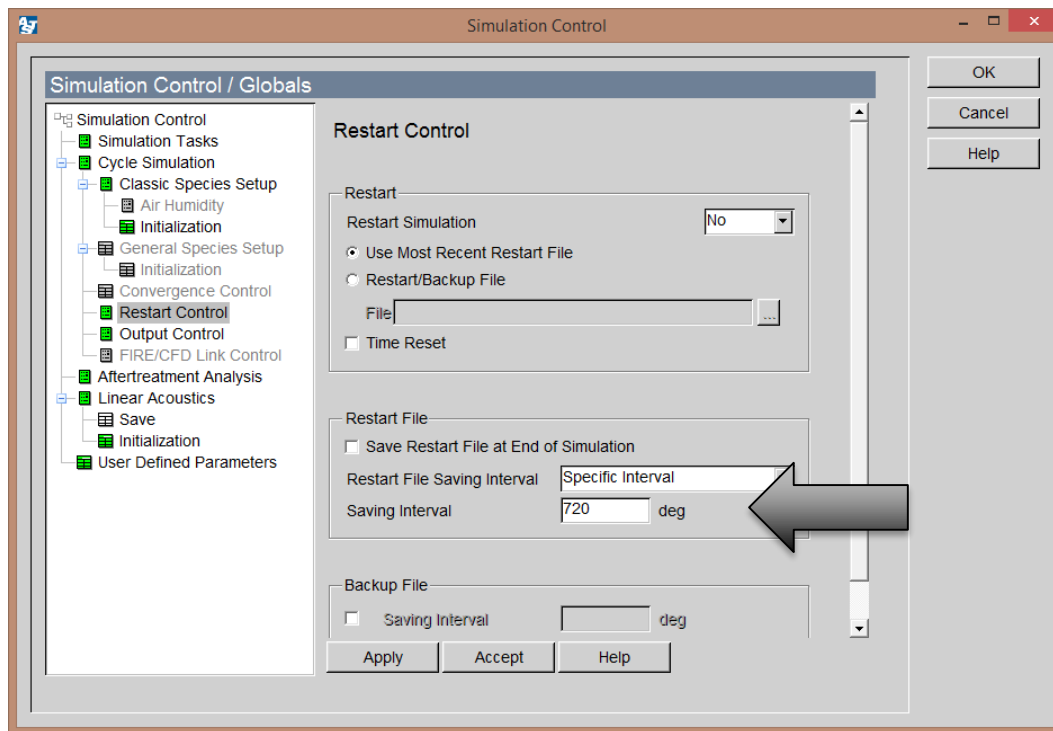 AST
Simulation Control
Simulation Control / Globals
OK
Cancel
Help
Simulation Control
Simulation Tasks
Cycle Simulation
Classic Species Setup
Air Humidity
Initialization
General Species Setup
Initialization
Convergence Control
Restart Control
Output Control
FIRE/CFD Link Control
Aftertreatment Analysis
Linear Acoustics
Save
Initialization
User Defined Parameters
Restart Control
Restart
Restart Simulation No
Use Most Recent Restart File
Restart/Backup File
File ...
Time Reset
Restart File
Save Restart File at End of Simulation
Restart File Saving Interval Specific Interval
Saving Interval 720 deg
Backup File
Saving Interval deg
Apply Accept Help